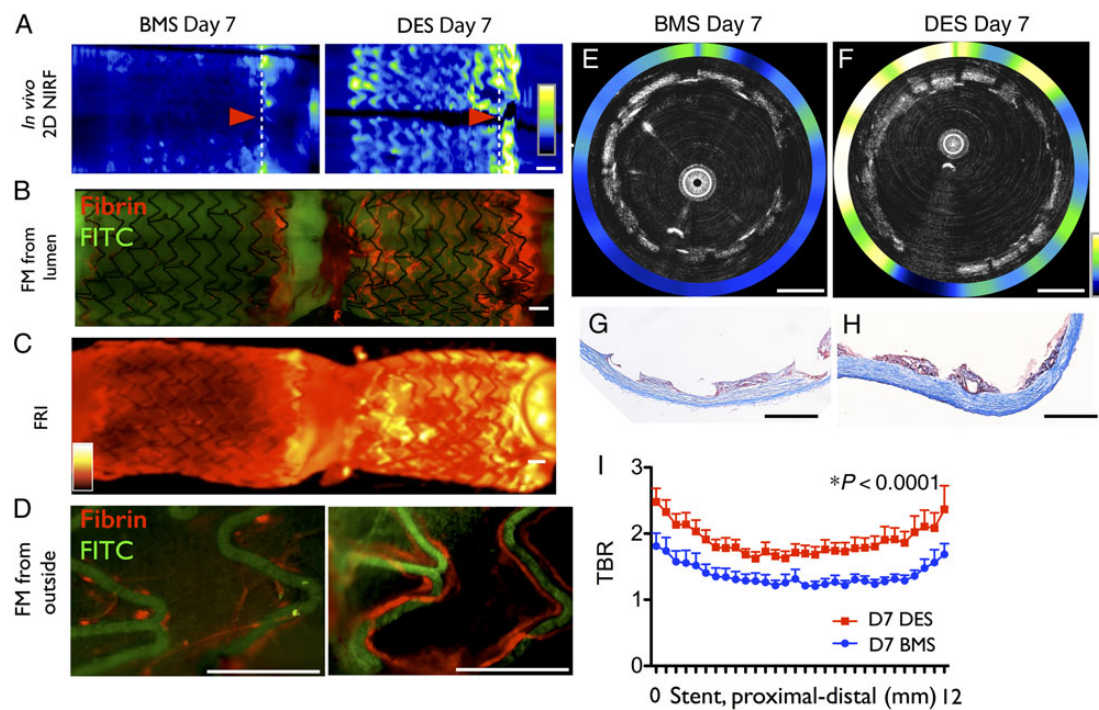 A
BMS Day 7
DES Day 7
In vivo
2D NIRF
B
Fibrin
FITC
FM from
lumen
C
FRI
D
Fibrin
FITC
FM from
outside
BMS Day 7
DES Day 7
E
F
G
H
I
*P < 0.0001
3
2
1
0
TBR
D7 DES
D7 BMS
0 Stent, proximal-distal (mm) 12